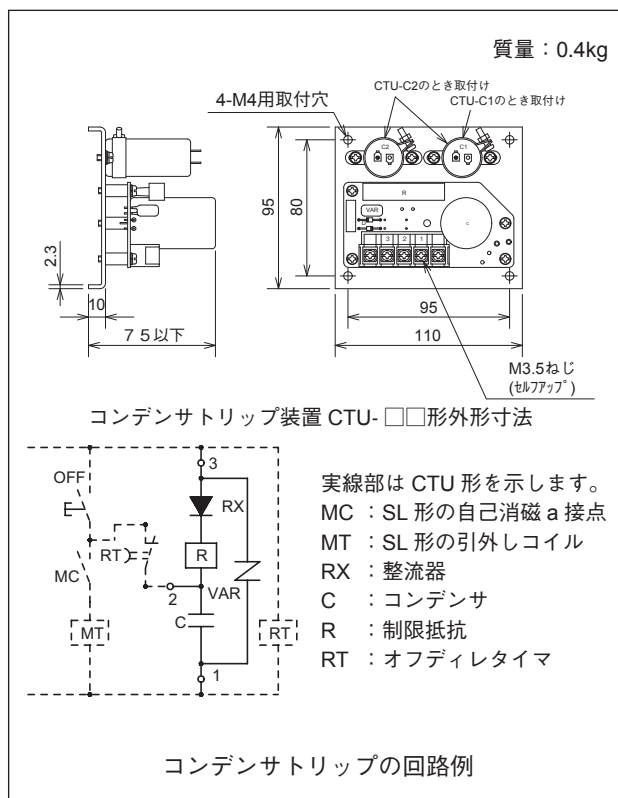 質量：0.4kg
4-M4用取付穴
CTU-C2のとき取付け
CTU-C1のとき取付け
C2
C1
R
VAR
C
3 2 1
95
80
2.3
10
７５以下
95
110
M3.5ねじ
(ｾﾙﾌｱｯﾌﾟ)
コンデンサトリップ装置 CTU- □□形外形寸法
OFF
3
RX
R
RT
MC
2
VAR
C
MT
RT
1
実線部は CTU 形を示します。
MC ：SL 形の自己消磁 a 接点
MT ：SL 形の引外しコイル
RX ：整流器
C ：コンデンサ
R ：制限抵抗
RT ：オフディレタイマ
コンデンサトリップの回路例